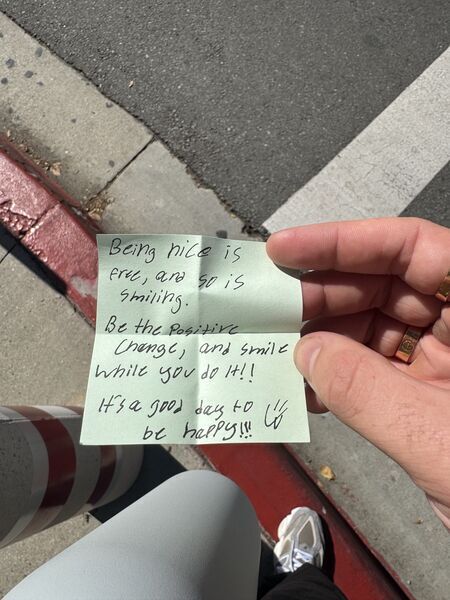 Being nice is
free, and so is
smiling.
Be the Positive
Change, and smile
while you do it!!
It's a good day to
be happy!!!